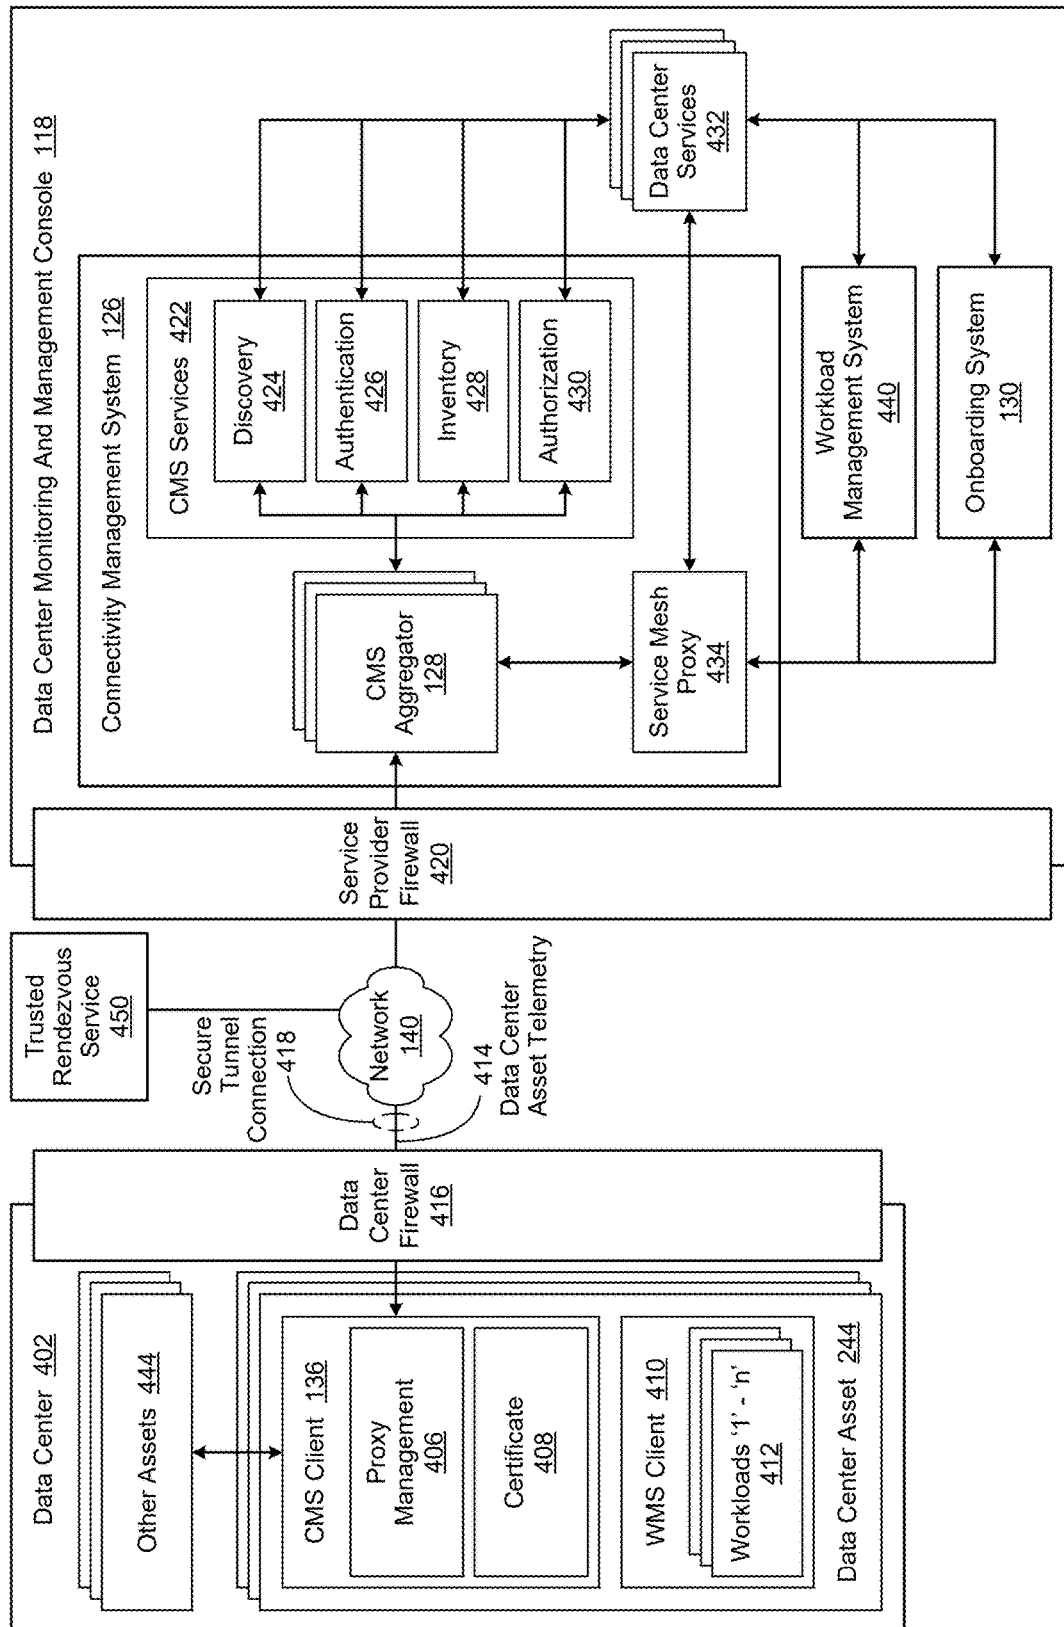 Data Center 402
Other Assets 444
CMS Client 136
Proxy
Management
406
Certificate
408
WMS Client 410
Workloads '1' - 'n'
412
Data Center Asset 244
Data
Center
Firewall
416
Trusted
Rendezvous
Service
450
Secure
Tunnel
Connection
418
Network
140
414
Data Center
Asset Telemetry
Service
Provider
Firewall
420
Data Center Monitoring And Management Console 118
Connectivity Management System 126
CMS Services 422
Discovery
424
Authentication
426
Inventory
428
Authorization
430
CMS
Aggregator
128
Service Mesh
Proxy
434
Data Center
Services
432
Workload
Management System
440
Onboarding System
130